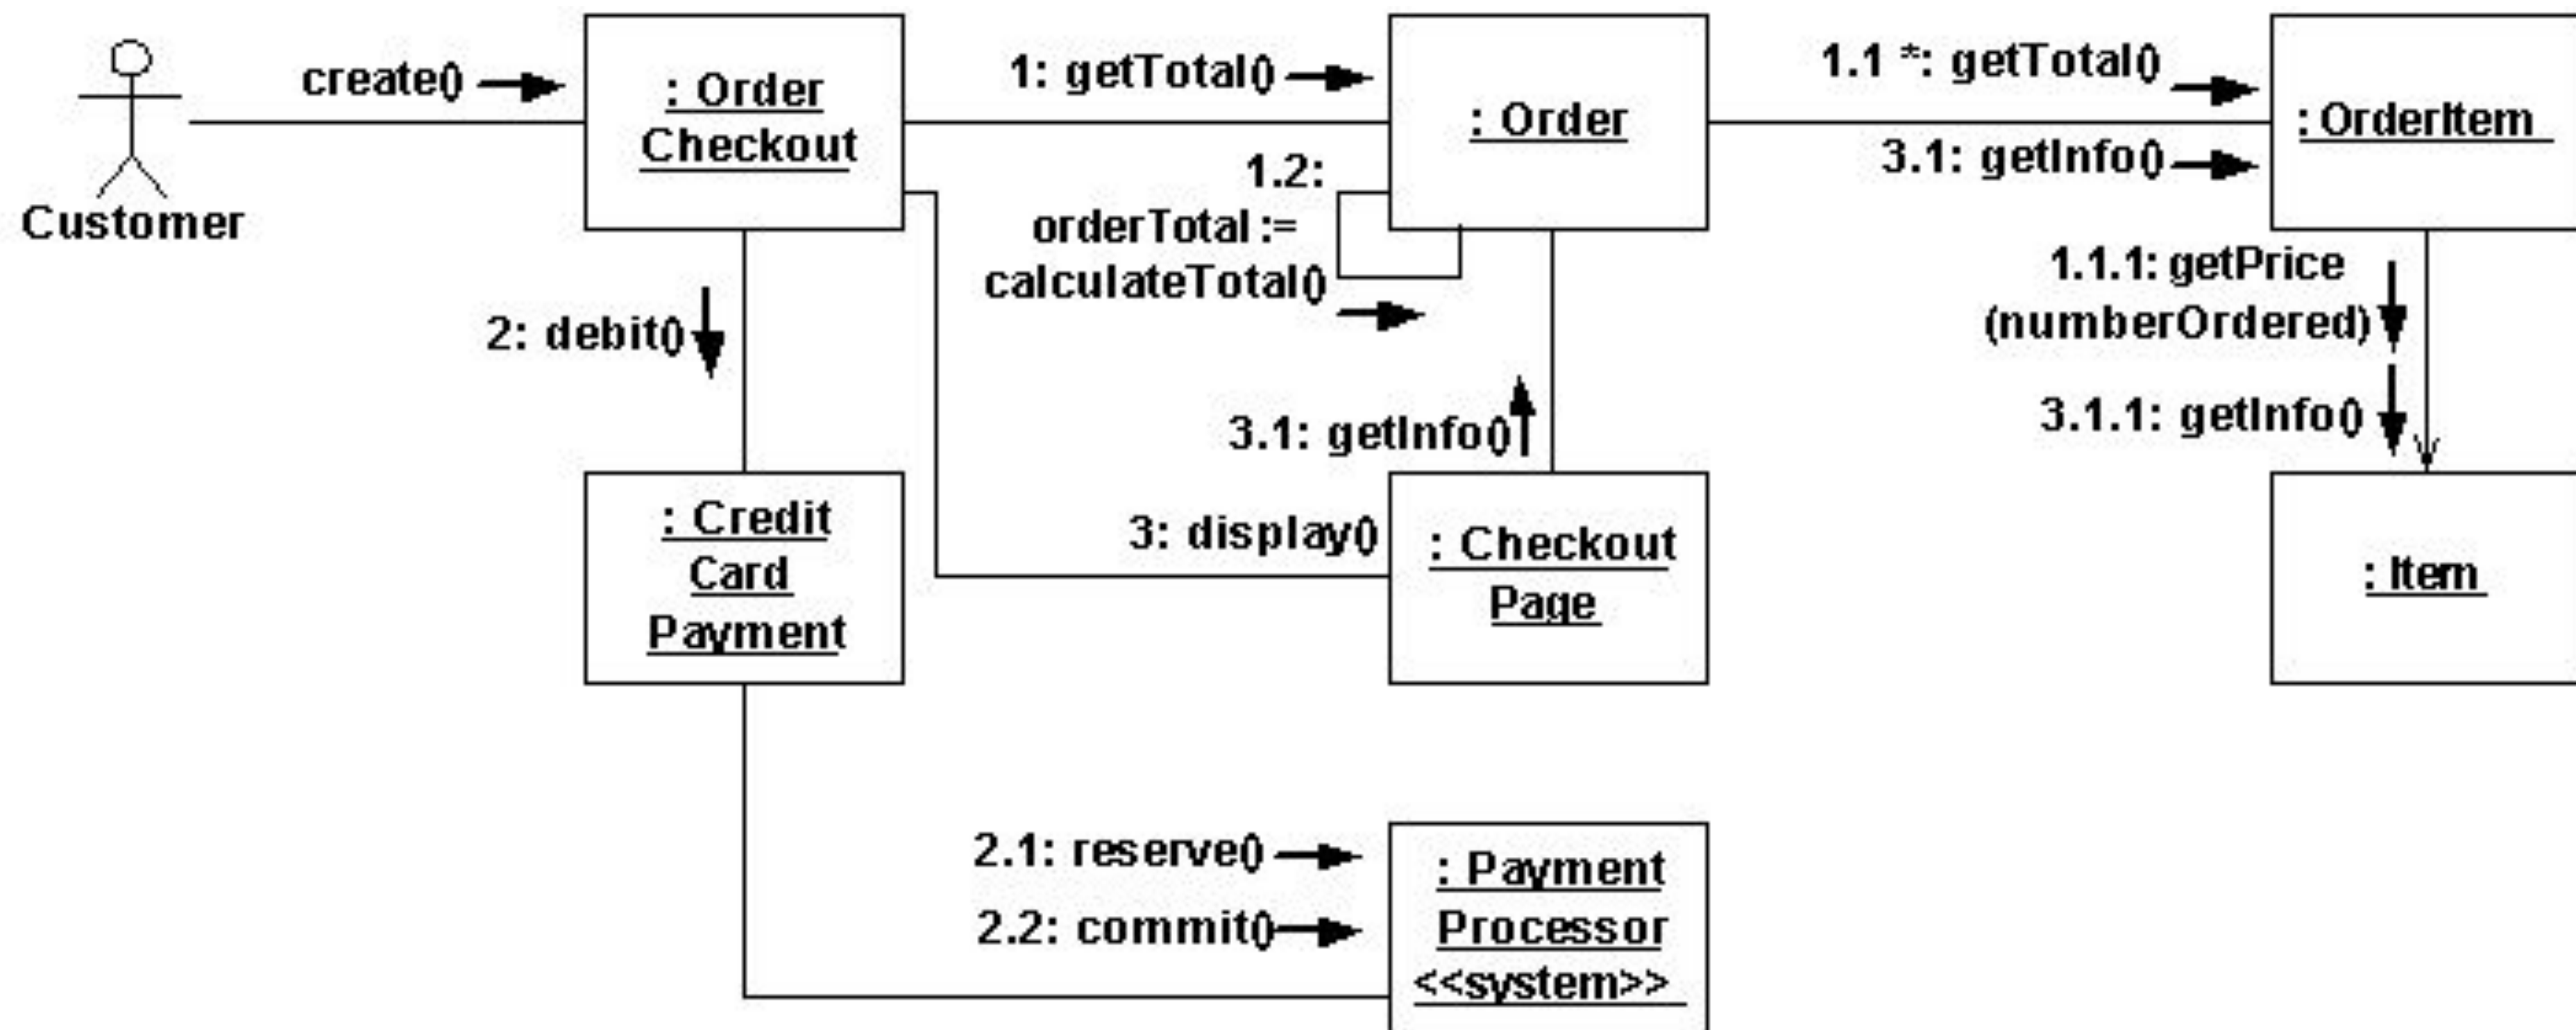 Customer
create()
: Order
Checkout
1: getTotal()
: Order
1.1 *: getTotal()
3.1: getInfo()
: OrderItem
1.2:
orderTotal :=
calculateTotal()
2: debit()
1.1.1: getPrice
(numberOrdered)
3.1.1: getInfo()
3.1: getInfo()
: Credit
Card
Payment
3: display()
: Checkout
Page
: Item
2.1: reserve()
2.2: commit()
: Payment
Processor
<<system>>